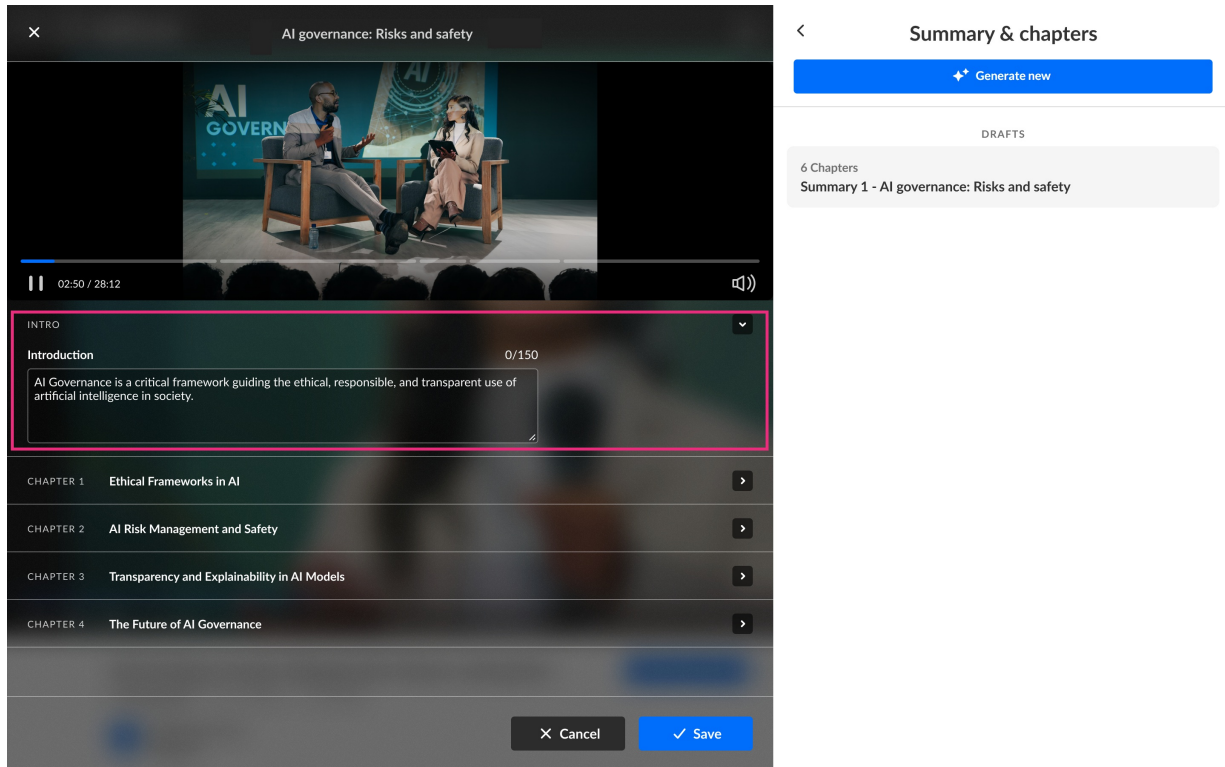 AI governance: Risks and safety
AI
AI
GOVERN
02:50 / 28:12
INTRO
Introduction
0/150
AI Governance is a critical framework guiding the ethical, responsible, and transparent use of
artificial intelligence in society.
CHAPTER 1 Ethical Frameworks in AI
CHAPTER 2 AI Risk Management and Safety
CHAPTER 3 Transparency and Explainability in AI Models
CHAPTER 4 The Future of AI Governance
Cancel
Save
Summary & chapters
Generate new
DRAFTS
6 Chapters
Summary 1 - AI governance: Risks and safety